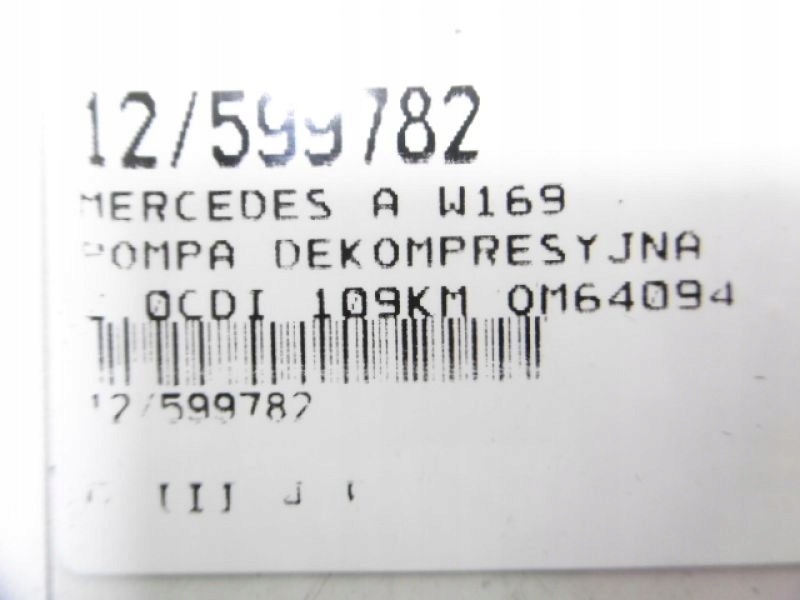 12/599782
MERCEDES A W169
POMPA DEKOMPRESYJNA
0CDI 109KM OM64094
12/599782
[I] J